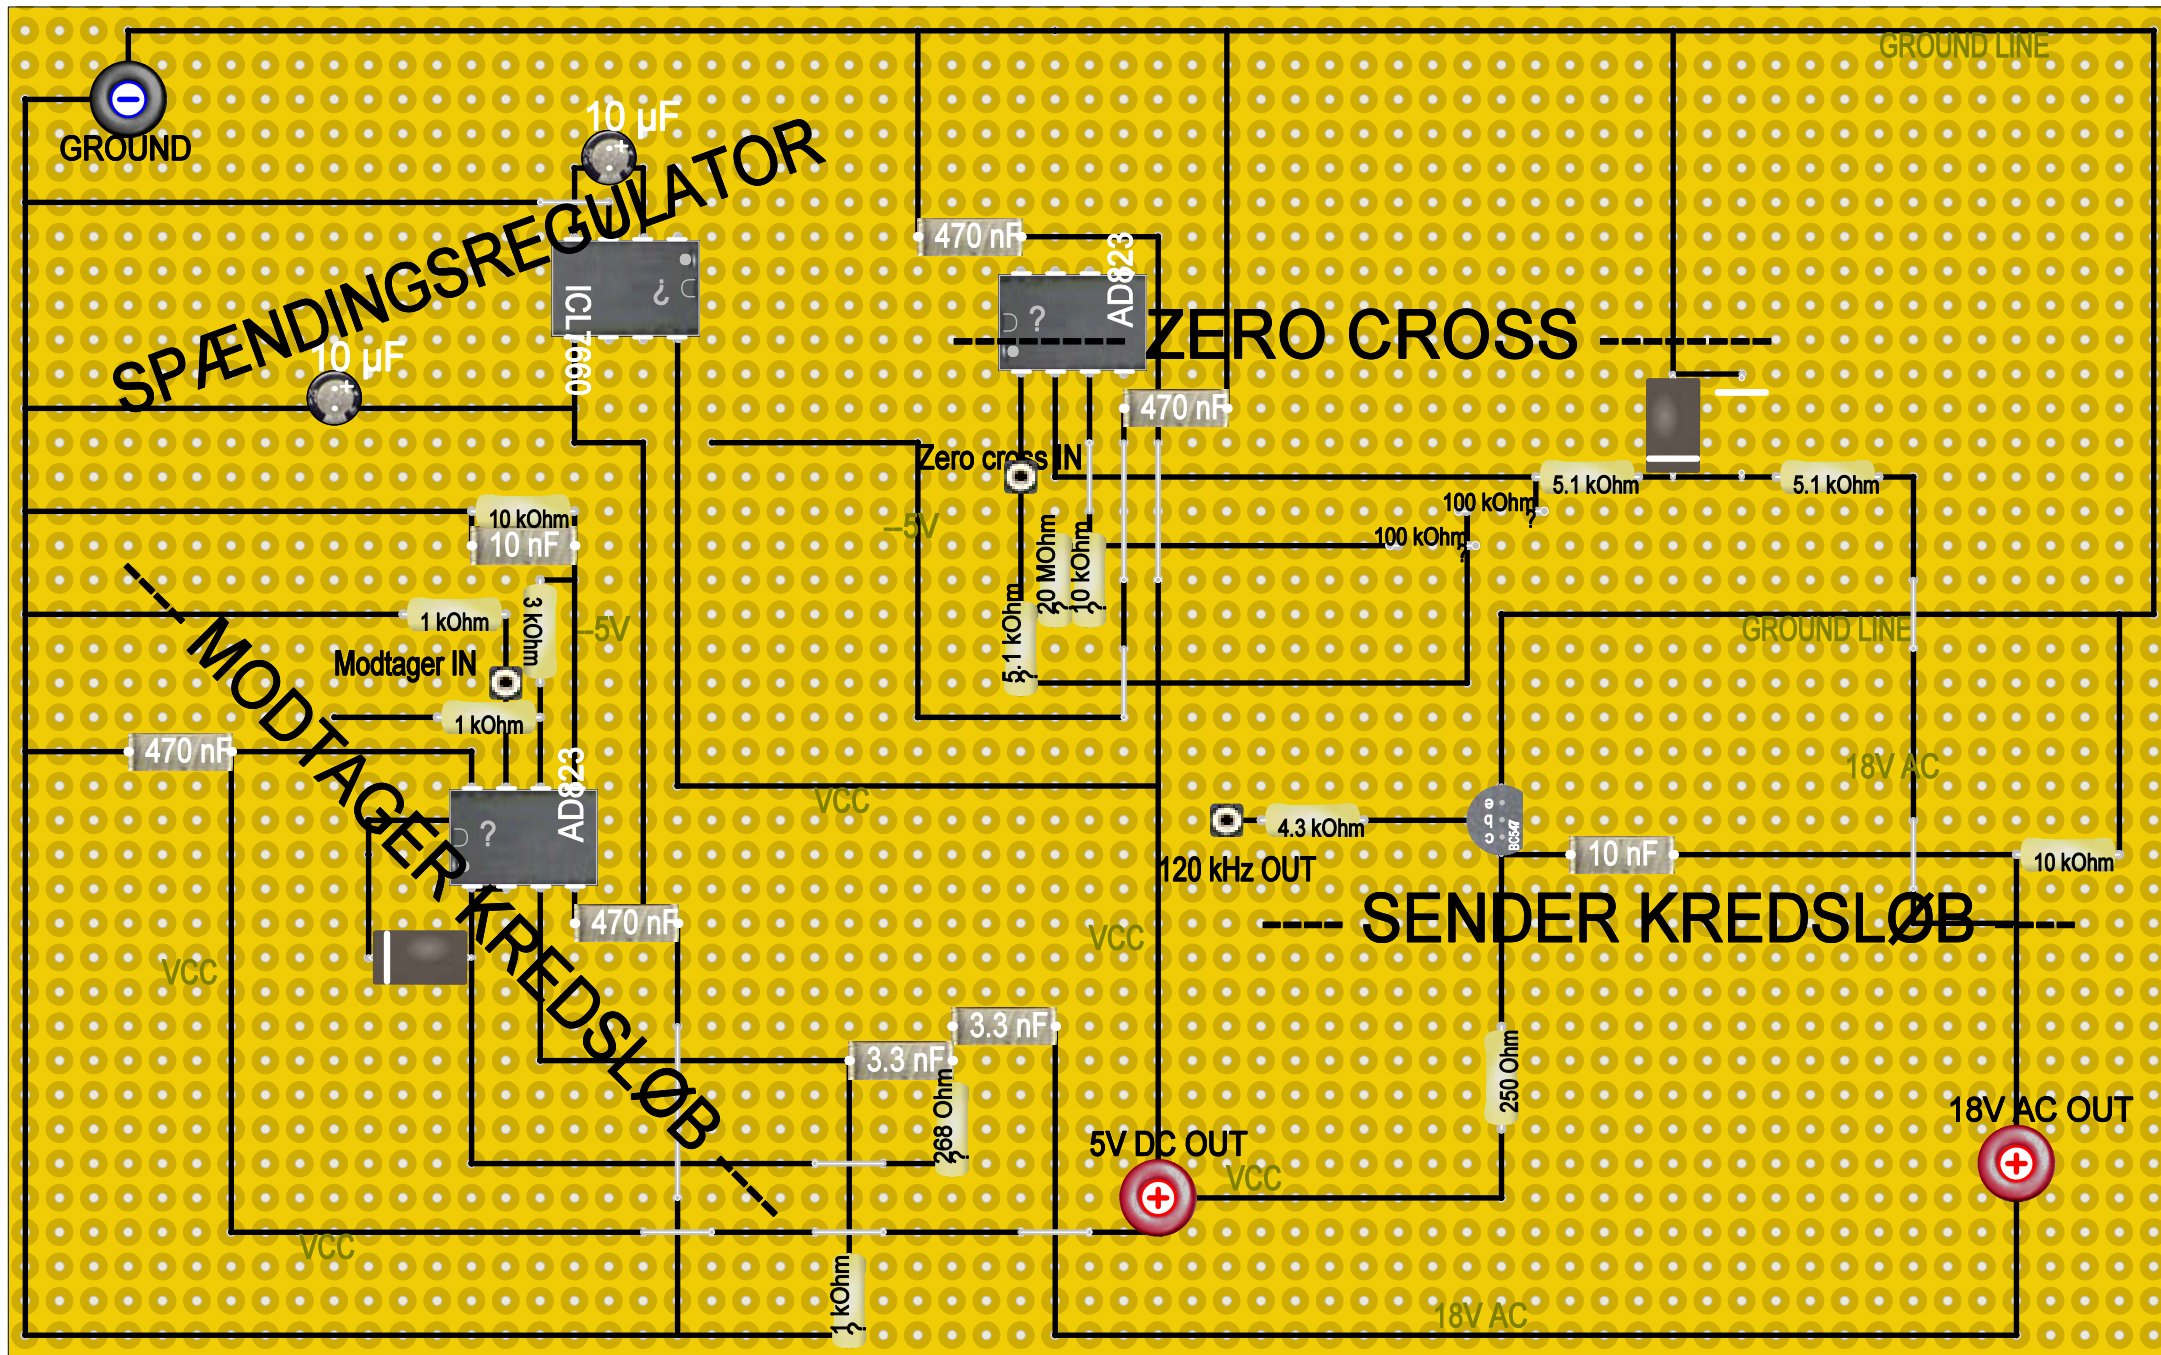 GROUND LINE
10 µF
GROUND
SPÆNDINGSREGULATOR
470 nF
AD823
?
ICL7660
?
---------- ZERO CROSS ----------
10 µF
470 nF
Zero cross IN
5.1 kOhm
5.1 kOhm
100 kOhm
?
10 kOhm
10 nF
–5V
100 kOhm
?
20 MOhm
?
10 kOhm
?
3 kOhm
1 kOhm
–5V
5.1 kOhm
?
GROUND LINE
Modtager IN
1 kOhm
470 nF
---- MODTAGER KREDSLØB ----
AD823
?
VCC
18V AC
4.3 kOhm
e
b
c
BC547
120 kHz OUT
10 nF
10 kOhm
---- SENDER KREDSLØB ----
470 nF
VCC
VCC
3.3 nF
3.3 nF
268 Ohm
?
250 Ohm
18V AC OUT
5V DC OUT
VCC
VCC
1 kOhm
?
18V AC